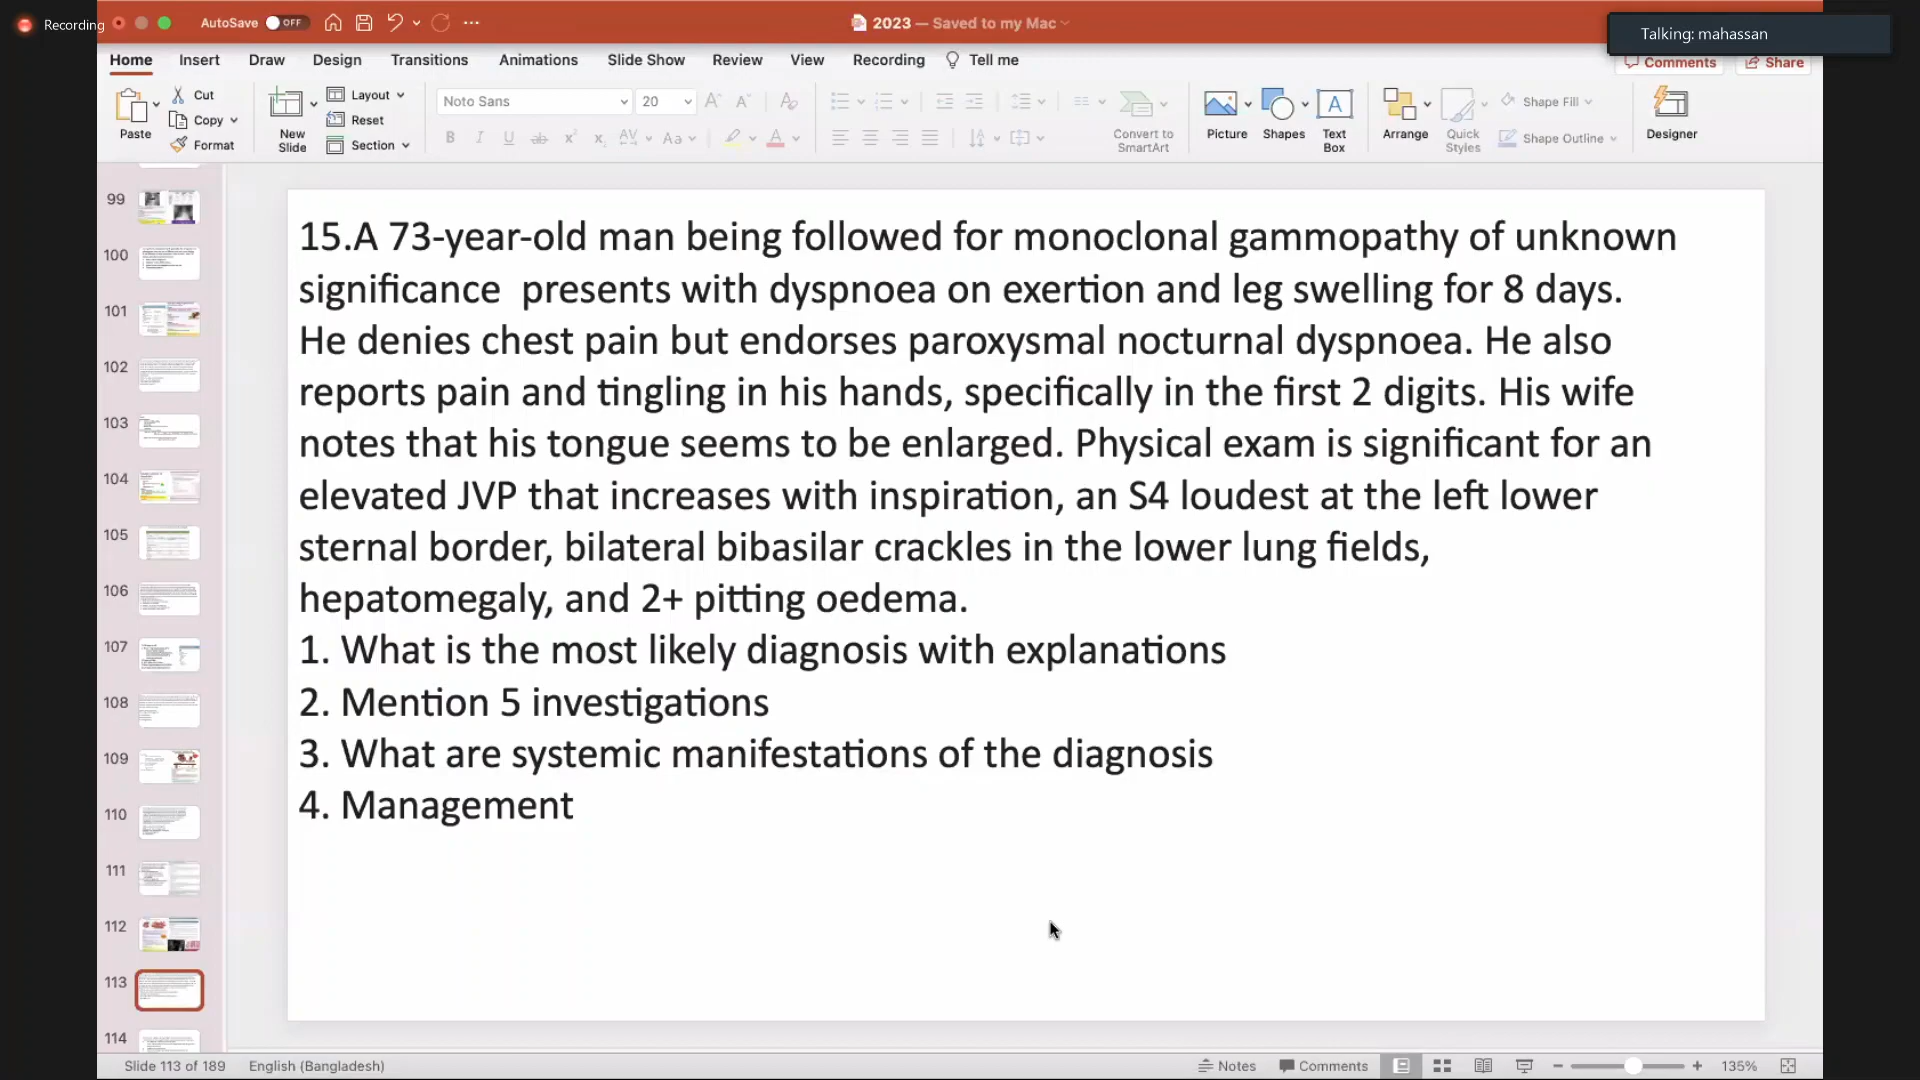 Recording
AutoSave OFF
2023 — Saved to my Mac
Talking: mahassan
Home Insert Draw Design Transitions Animations Slide Show Review View Recording Tell me
Comments Share
Paste
Cut
Copy
Format
New Slide
Layout
Reset
Section
Noto Sans 20
Convert to SmartArt
Picture
Shapes
Text Box
Arrange
Quick Styles
Shape Fill
Shape Outline
Designer
99
100
101
102
103
104
105
106
107
108
109
110
111
112
113
114
15.A 73-year-old man being followed for monoclonal gammopathy of unknown
significance presents with dyspnoea on exertion and leg swelling for 8 days.
He denies chest pain but endorses paroxysmal nocturnal dyspnoea. He also
reports pain and tingling in his hands, specifically in the first 2 digits. His wife
notes that his tongue seems to be enlarged. Physical exam is significant for an
elevated JVP that increases with inspiration, an S4 loudest at the left lower
sternal border, bilateral bibasilar crackles in the lower lung fields,
hepatomegaly, and 2+ pitting oedema.
1. What is the most likely diagnosis with explanations
2. Mention 5 investigations
3. What are systemic manifestations of the diagnosis
4. Management
Slide 113 of 189 English (Bangladesh) Notes Comments 135%